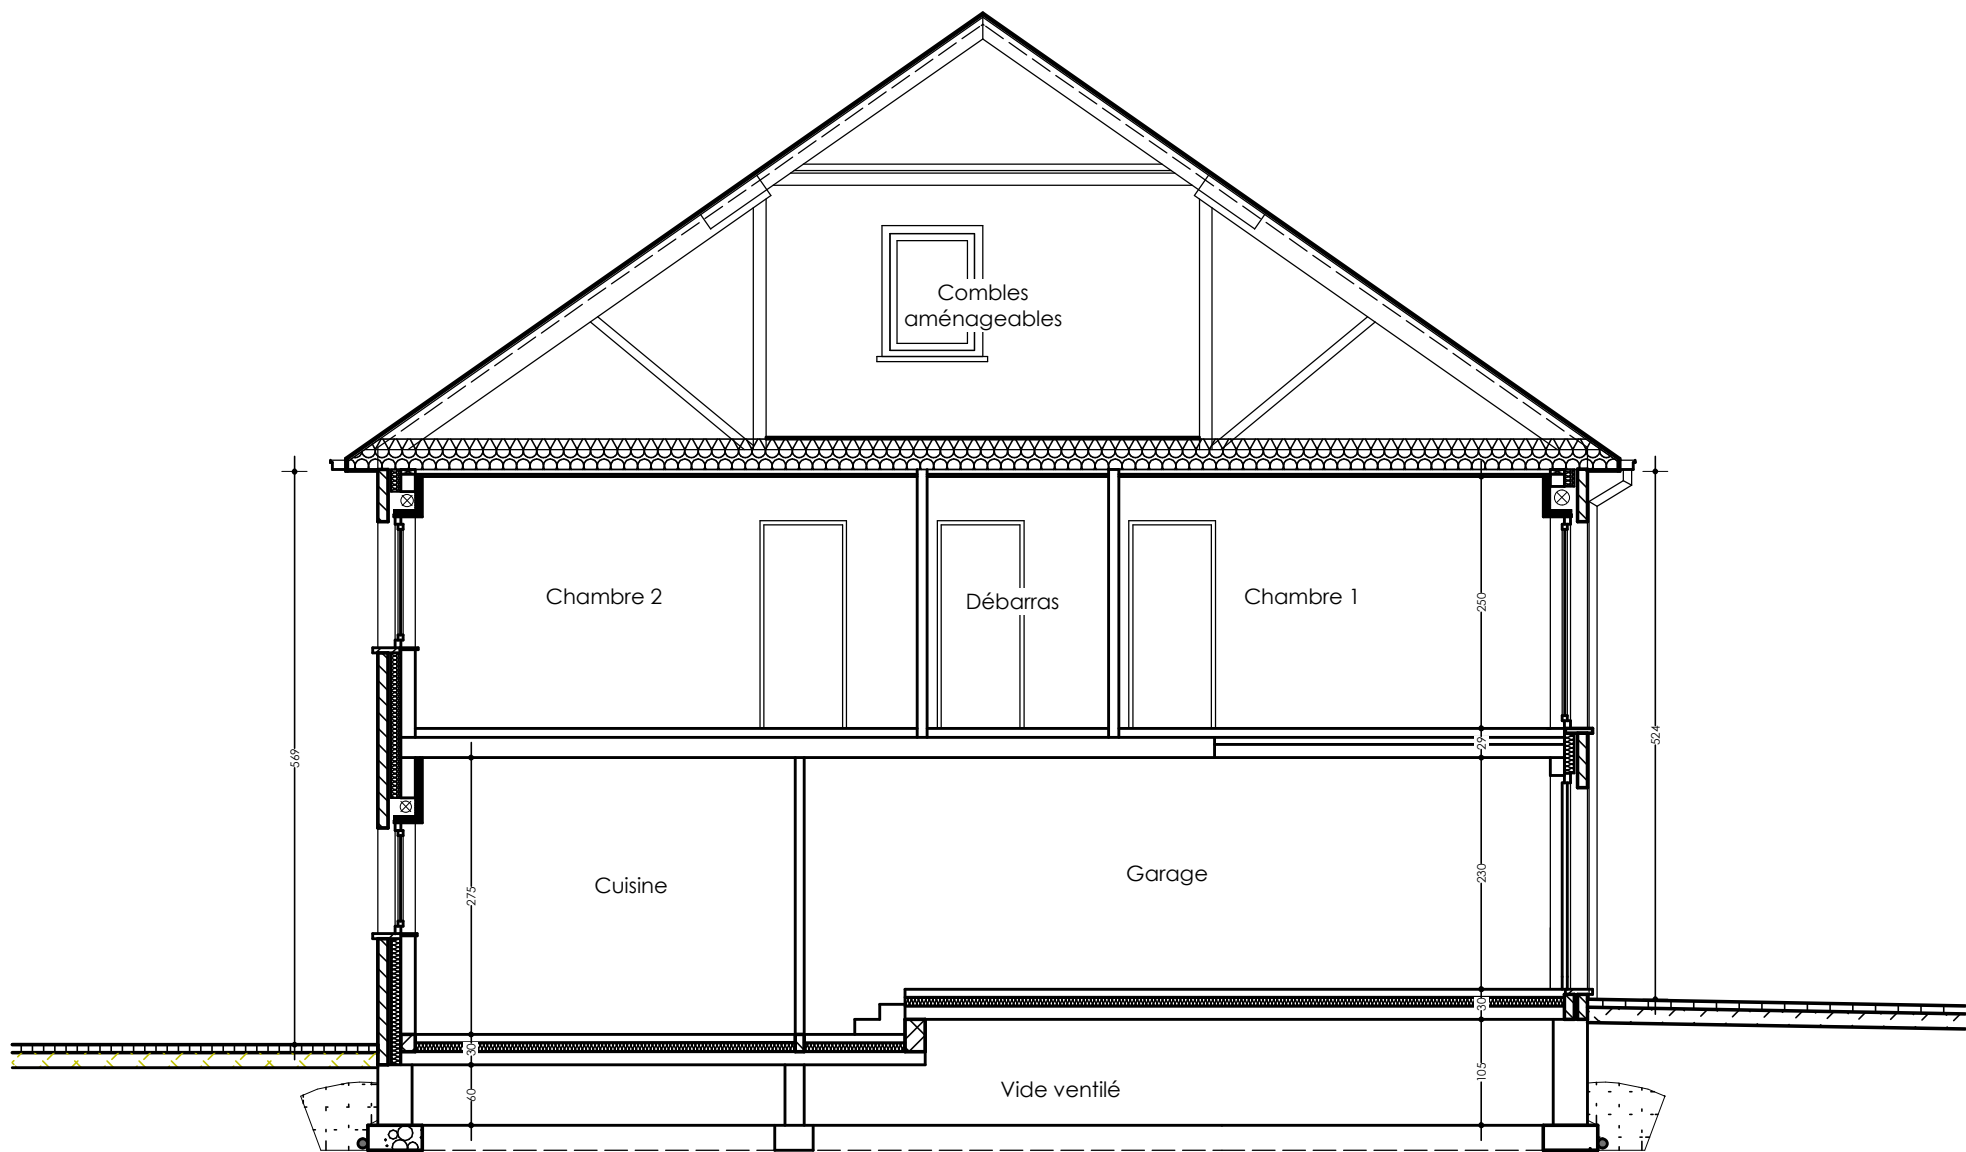 Combles
aménageables
Chambre 2
Débarras
Chambre 1
250
29
569
524
Cuisine
Garage
275
230
30
30
60
105
Vide ventilé